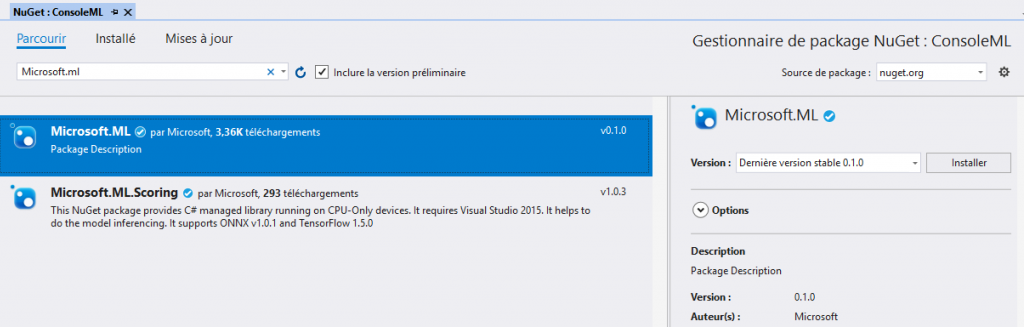 NuGet : ConsoleML
Parcourir Installé Mises à jour
Gestionnaire de package NuGet : ConsoleML
Microsoft.ml
Inclure la version préliminaire
Source de package : nuget.org
Microsoft.ML par Microsoft, 3,36K téléchargements v0.1.0
Package Description
Microsoft.ML.Scoring par Microsoft, 293 téléchargements v1.0.3
This NuGet package provides C# managed library running on CPU-Only devices. It requires Visual Studio 2015. It helps to
do the model inferencing. It supports ONNX v1.0.1 and TensorFlow 1.5.0
Microsoft.ML
Version : Dernière version stable 0.1.0 Installer
Options
Description
Package Description
Version : 0.1.0
Auteur(s) : Microsoft